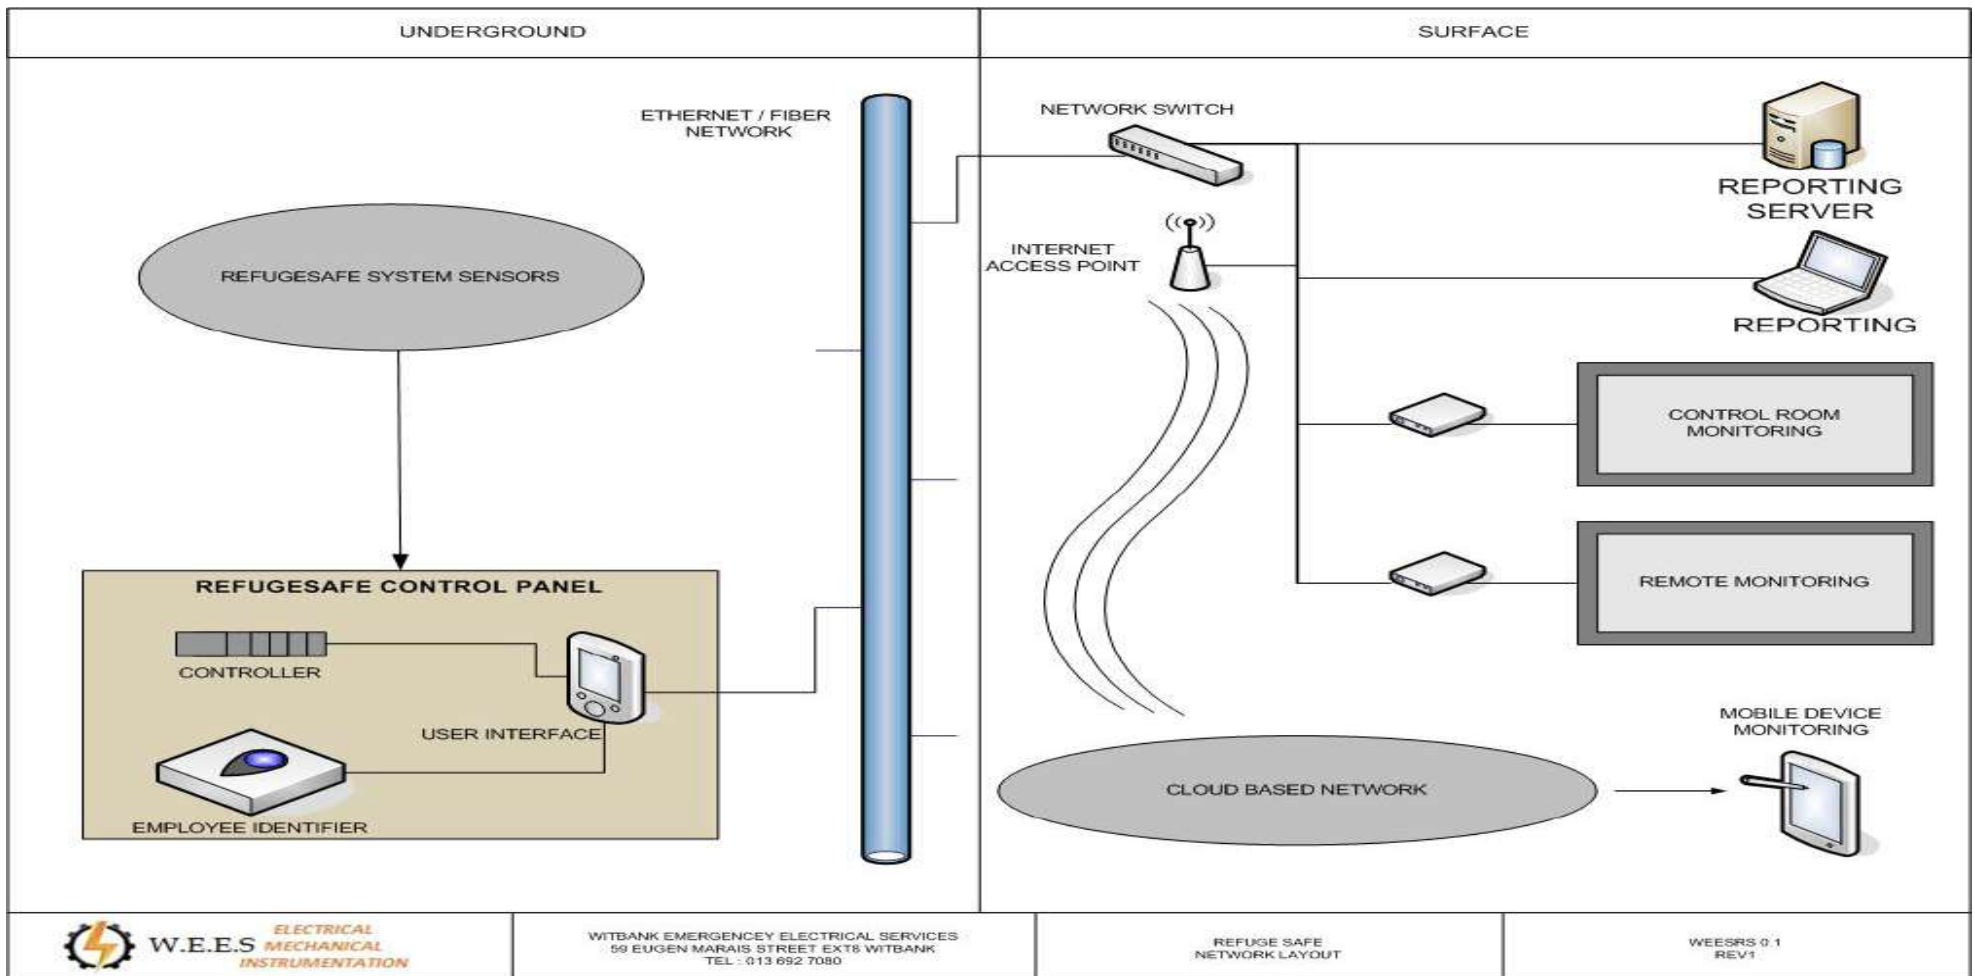 UNDERGROUND
SURFACE
ETHERNET / FIBER
NETWORK
REFUGESAFE SYSTEM SENSORS
REFUGESAFE CONTROL PANEL
CONTROLLER
USER INTERFACE
EMPLOYEE IDENTIFIER
NETWORK SWITCH
INTERNET
ACCESS POINT
REPORTING
SERVER
REPORTING
CONTROL ROOM
MONITORING
REMOTE MONITORING
MOBILE DEVICE
MONITORING
CLOUD BASED NETWORK
W.E.E.S
ELECTRICAL
MECHANICAL
INSTRUMENTATION
WITBANK EMERGENCEY ELECTRICAL SERVICES
59 EUGEN MARAIS STREET EXT8 WITBANK
TEL : 013 692 7080
REFUGE SAFE
NETWORK LAYOUT
WEESRS 0.1
REV1